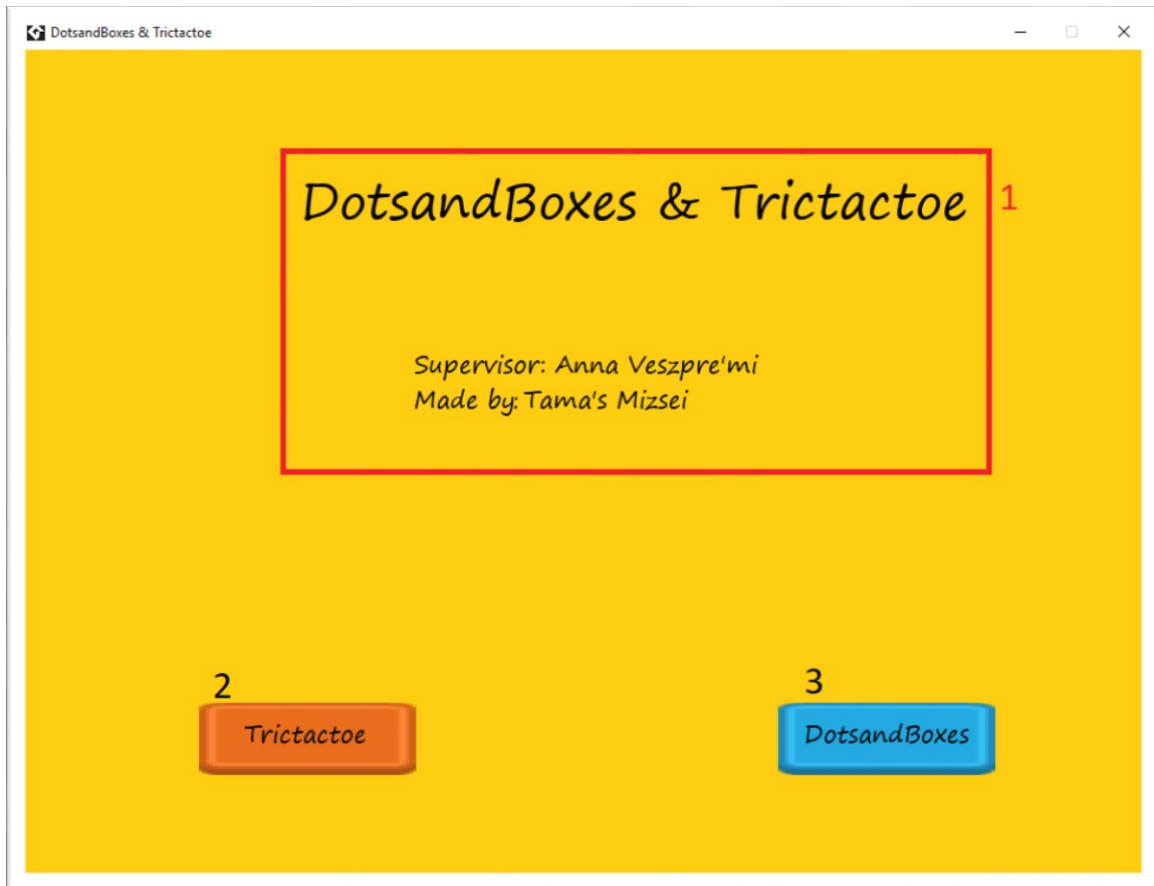 DotsandBoxes & Trictactoe
DotsandBoxes & Trictactoe
1
Supervisor: Anna Veszpre'mi
Made by: Tama's Mizsei
2
3
Trictactoe
DotsandBoxes